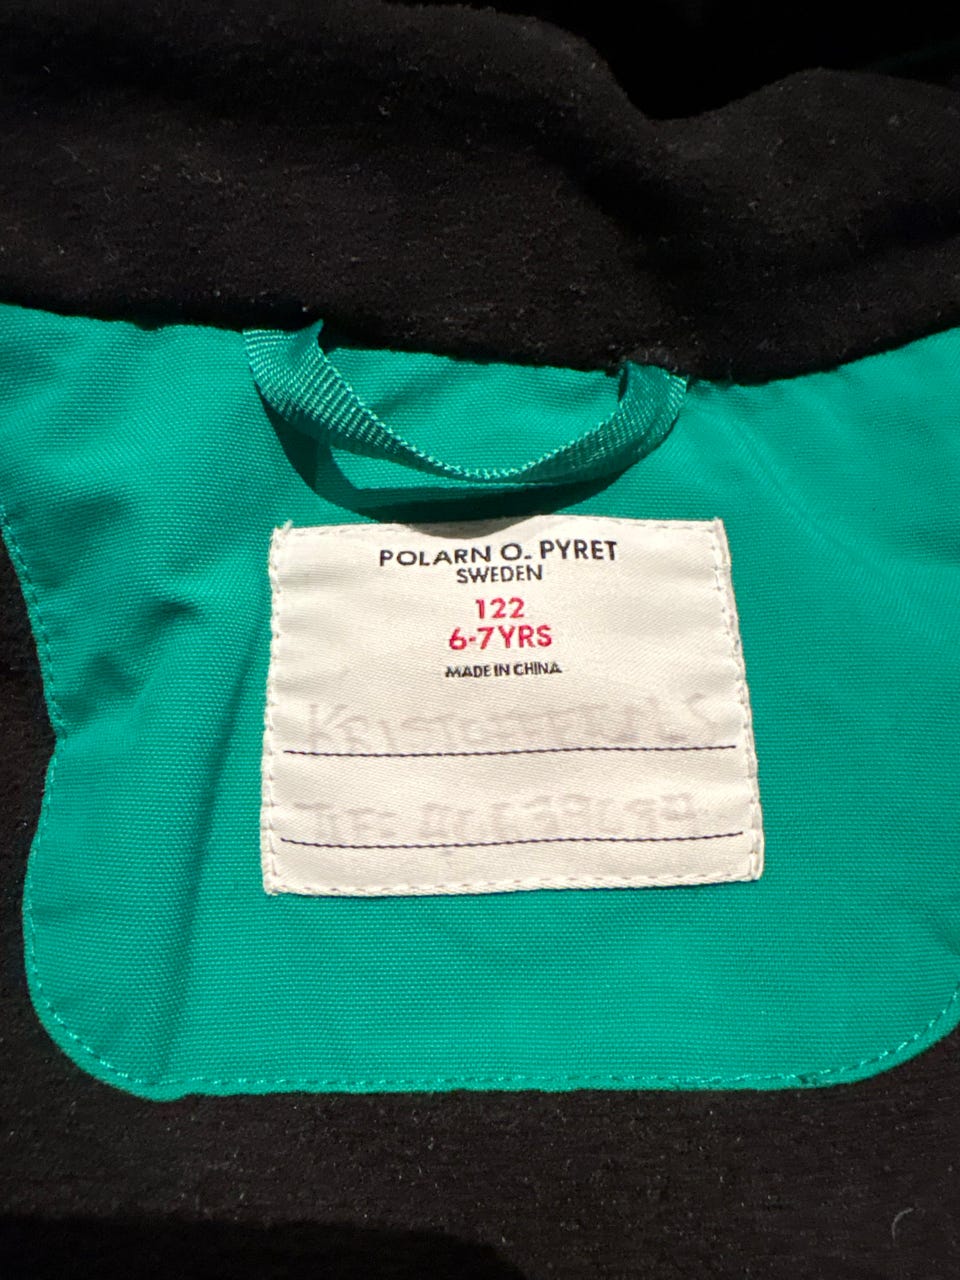 POLARN O. PYRET
SWEDEN
122
6-7YRS
MADE IN CHINA